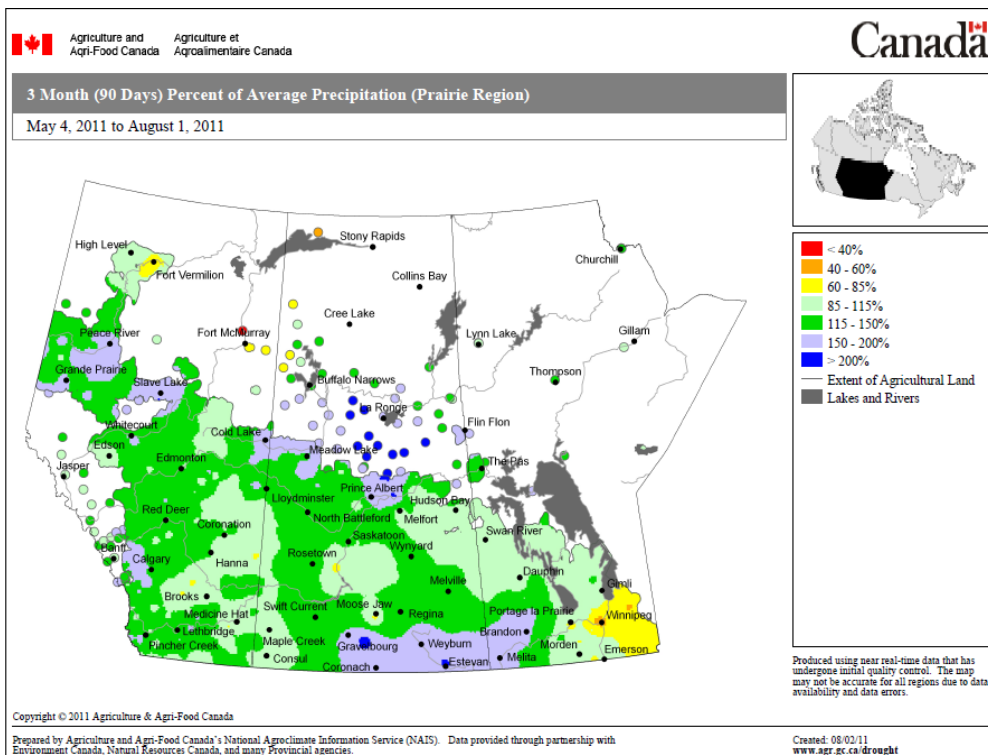 Agriculture and
Agri-Food Canada
Agriculture et
Agroalimentaire Canada
Canada
3 Month (90 Days) Percent of Average Precipitation (Prairie Region)
May 4, 2011 to August 1, 2011
< 40%
40 - 60%
60 - 85%
85 - 115%
115 - 150%
150 - 200%
> 200%
Extent of Agricultural Land
Lakes and Rivers
Stony Rapids
High Level
Churchill
Fort Vermilion
Collins Bay
Cree Lake
Peace River
Fort McMurray
Lynn Lake
Gillam
Grande Prairie
Slave Lake
Buffalo Narrows
Thompson
La Ronge
Whitecourt
Cold Lake
Flin Flon
Edson
Meadow Lake
Jasper
Edmonton
The Pas
Lloydminster
Prince Albert
Hudson Bay
Red Deer
North Battleford
Melfort
Coronation
Saskatoon
Swan River
Banff
Calgary
Hanna
Rosetown
Wynyard
Dauphin
Brooks
Melville
Gimli
Medicine Hat
Swift Current
Moose Jaw
Regina
Portage la Prairie
Winnipeg
Lethbridge
Pincher Creek
Maple Creek
Gravelbourg
Weyburn
Brandon
Morden
Consul
Coronach
Estevan
Melita
Emerson
Produced using near real-time data that has
undergone initial quality control. The map
may not be accurate for all regions due to data
availability and data errors.
Copyright © 2011 Agriculture & Agri-Food Canada
Prepared by Agriculture and Agri-Food Canada's National Agroclimate Information Service (NAIS). Data provided through partnership with
Environment Canada, Natural Resources Canada, and many Provincial agencies.
Created: 08/02/11
www.agr.gc.ca/drought